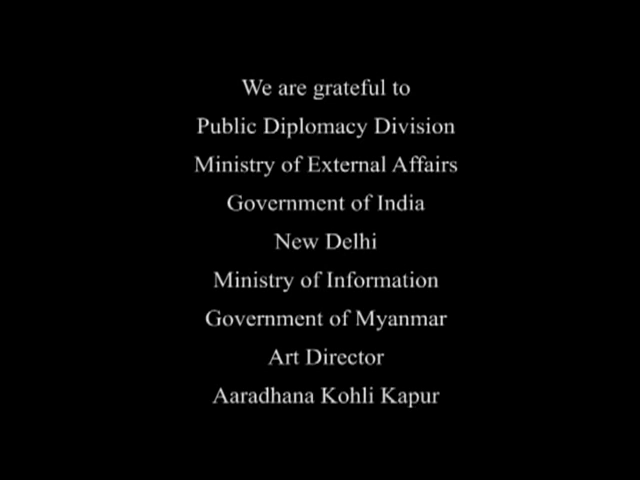 We are grateful to
Public Diplomacy Division
Ministry of External Affairs
Government of India
New Delhi
Ministry of Information
Government of Myanmar
Art Director
Aaradhana Kohli Kapur